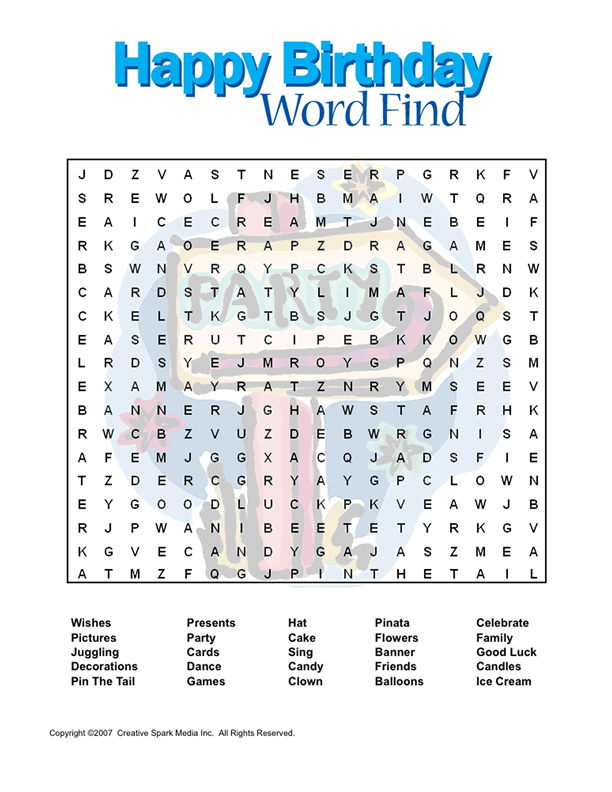 Happy Birthday
Word Find
J D Z V A S T N E S E R P G R K F V
S R E W O L F J H B M A I W T Q R A
E A I C E C R E A M T J N E B E I F
R K G A O E R A P Z D R A G A M E S
B S W N V R Q Y P C K S T B L R N W
C A R D S T A T Y L I M A F L J D K
C K E L T K G T B S J G T J O Q S T
E A S E R U T C I P E B K K O W G B
L R D S Y E J M R O Y G P Q N Z S M
E X A M A Y R A T Z N R Y M S E E V
B A N N E R J G H A W S T A F R H K
R W C B Z V U Z D E B W R G N I S A
A F E M J G G X A C Q J A D S F I E
T Z D E R C G R Y A Y G P C L O W N
E Y G O O D L U C K P K V E A W J B
R J P W A N I B E E T E T Y R K G V
K G V E C A N D Y G A J A S Z M E A
A T M Z F Q G J P I N T H E T A I L
PARTY
Wishes Presents Hat Pinata Celebrate
Pictures Party Cake Flowers Family
Juggling Cards Sing Banner Good Luck
Decorations Dance Candy Friends Candles
Pin The Tail Games Clown Balloons Ice Cream
Copyright ©2007 Creative Spark Media Inc. All Rights Reserved.